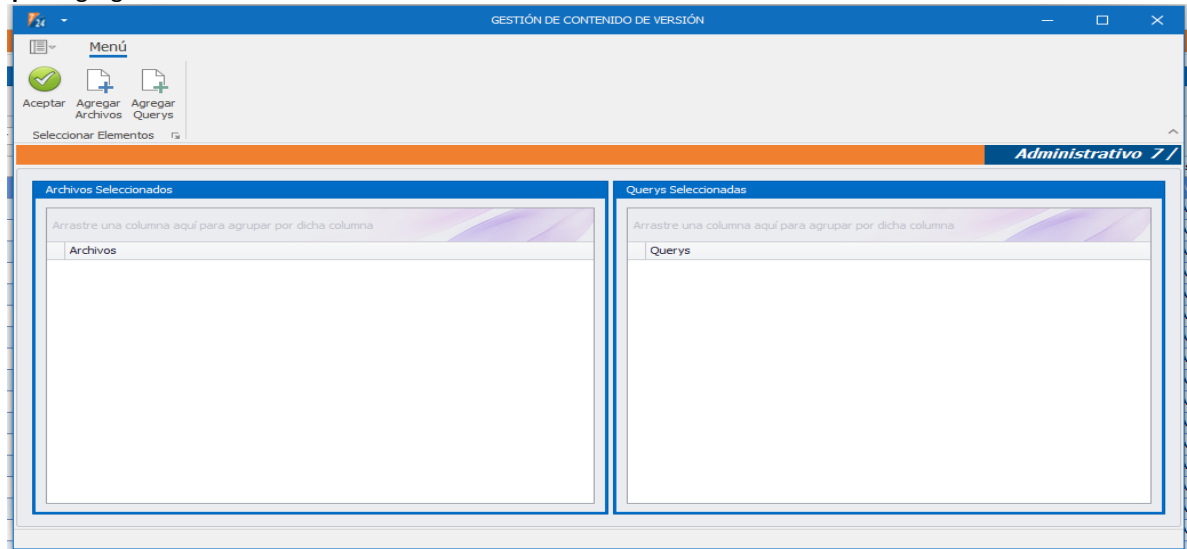 24
GESTIÓN DE CONTENIDO DE VERSIÓN
Menú
Aceptar
Agregar
Archivos
Agregar
Querys
Seleccionar Elementos
Administrativo 7 /
Archivos Seleccionados
Arrastre una columna aquí para agrupar por dicha columna
Archivos
Querys Seleccionadas
Arrastre una columna aquí para agrupar por dicha columna
Querys